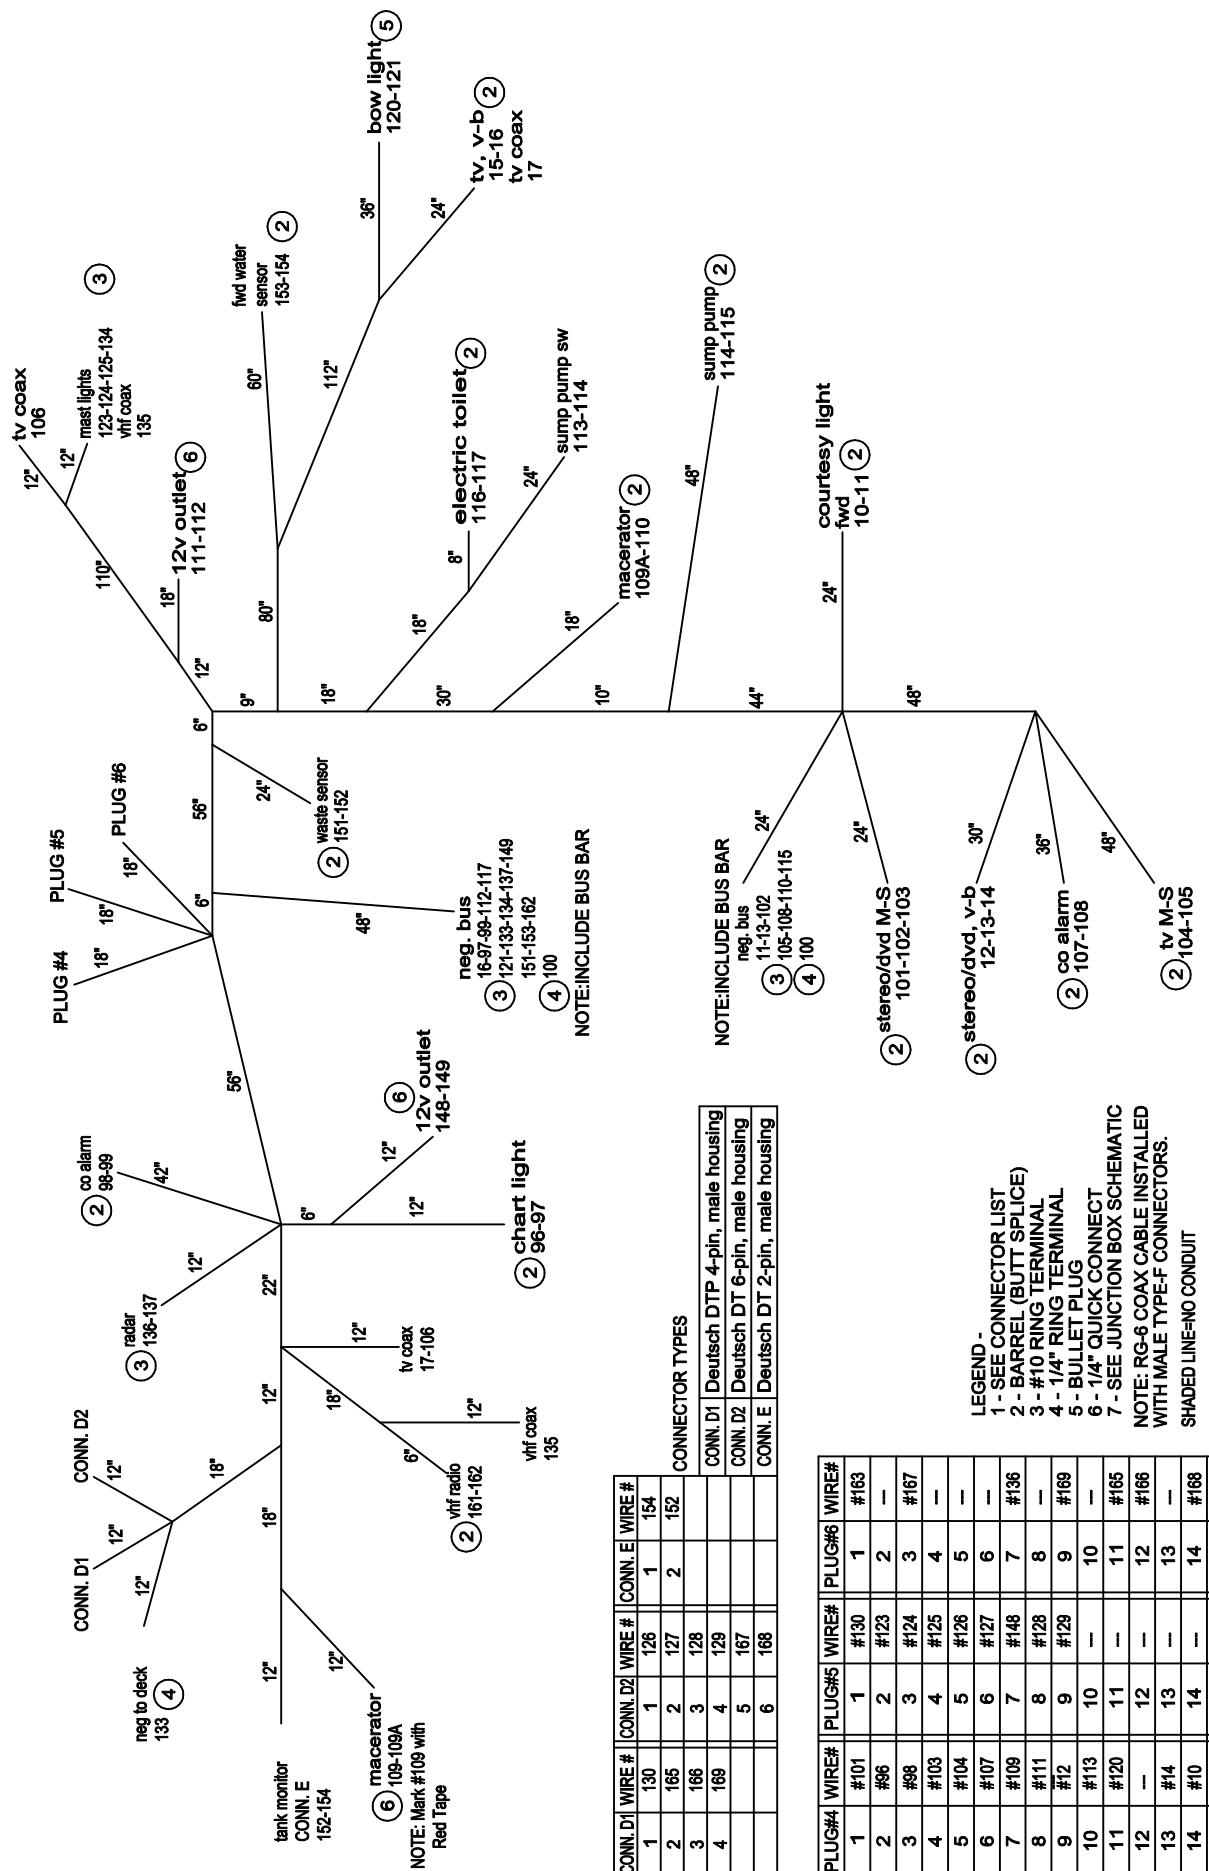 tank monitor
CONN. E
152-154
12"
macerator
6 109-109A
NOTE: Mark #109 with
Red Tape
12"
neg to deck
133 4
12"
CONN. D1
12"
CONN. D2
12"
18"
18"
12"
radar
3 136-137
12"
co alarm
2 98-99
42"
22"
18"
6"
vhf radio
2 161-162
12"
vhf coax
135
12"
tv coax
17-106
6"
12"
12v outlet
148-149
6
12"
2 chart light
96-97
56"
PLUG #4
18"
PLUG #5
18"
PLUG #6
18"
6"
56"
6"
48"
neg. bus
16-97-99-112-117
3 121-133-134-137-149
151-153-162
4 100
NOTE:INCLUDE BUS BAR
24"
waste sensor
2 151-152
12"
18"
12v outlet 6
111-112
110"
12"
tv coax
106
12"
mast lights
123-124-125-134
vhf coax
135
3
9"
80"
60"
fwd water
sensor
153-154 2
112"
36"
bow light 5
120-121
24"
tv, v-b 2
15-16
tv coax
17
18"
18"
8"
electric toilet 2
116-117
24"
sump pump sw
113-114
30"
18"
macerator
109A-110 2
10"
48"
sump pump 2
114-115
44"
24"
courtesy light
fwd
10-11 2
48"
NOTE:INCLUDE BUS BAR
neg. bus
11-13-102
3 105-108-110-115
4 100
24"
24"
2 stereo/dvd M-S
101-102-103
30"
2 stereo/dvd, v-b
12-13-14
36"
2 co alarm
107-108
48"
2 tv M-S
104-105
CONN. D1 WIRE # CONN. D2 WIRE # CONN. E WIRE #
1 130 1 126 1 154
2 165 2 127 2 152
3 166 3 128
4 169 4 129
5 167
6 168
CONNECTOR TYPES
CONN. D1 Deutsch DTP 4-pin, male housing
CONN. D2 Deutsch DT 6-pin, male housing
CONN. E Deutsch DT 2-pin, male housing
PLUG#4 WIRE# PLUG#5 WIRE# PLUG#6 WIRE#
1 #101 1 #130 1 #163
2 #96 2 #123 2 ---
3 #98 3 #124 3 #167
4 #103 4 #125 4 ---
5 #104 5 #126 5 ---
6 #107 6 #127 6 ---
7 #109 7 #148 7 #136
8 #111 8 #128 8 ---
9 #12 9 #129 9 #169
10 #113 10 --- 10 ---
11 #120 11 --- 11 #165
12 --- 12 --- 12 #166
13 #14 13 --- 13 ---
14 #10 14 --- 14 #168
LEGEND -
1 - SEE CONNECTOR LIST
2 - BARREL (BUTT SPLICE)
3 - #10 RING TERMINAL
4 - 1/4" RING TERMINAL
5 - BULLET PLUG
6 - 1/4" QUICK CONNECT
7 - SEE JUNCTION BOX SCHEMATIC
NOTE: RG-6 COAX CABLE INSTALLED
WITH MALE TYPE-F CONNECTORS.
SHADED LINE=NO CONDUIT